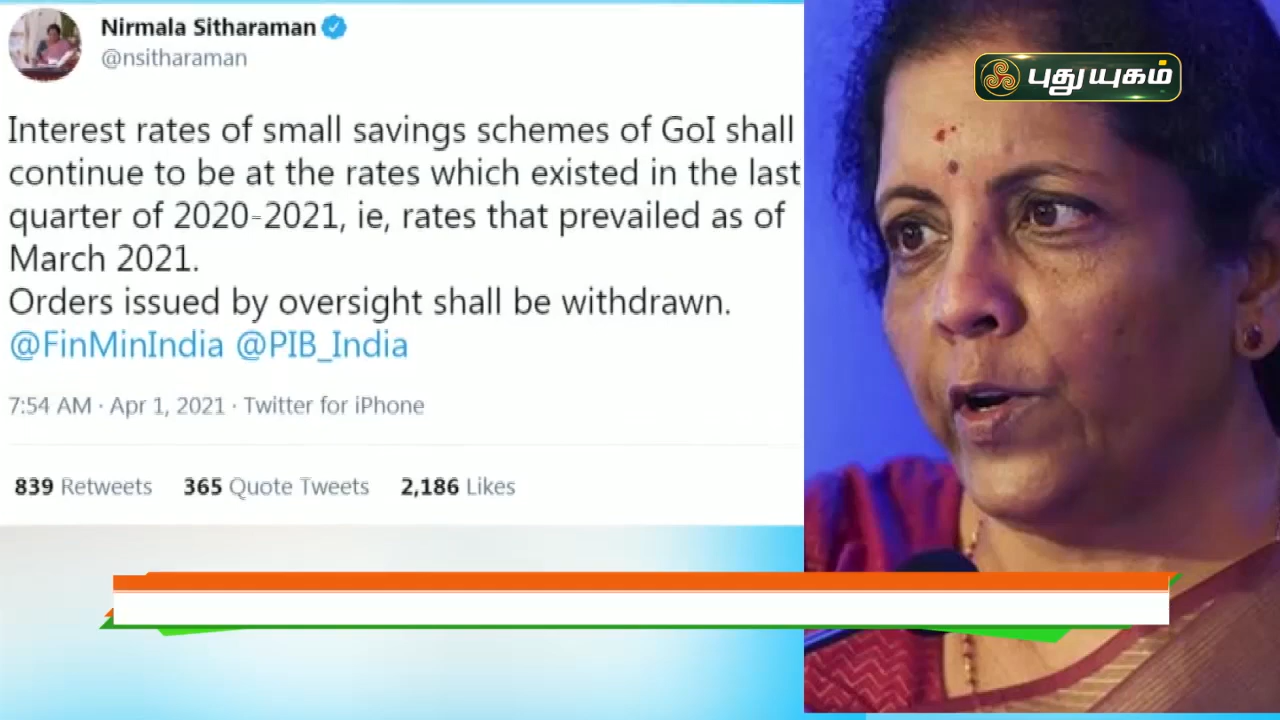 Nirmala Sitharaman
@nsitharaman
புதுயுகம்
Interest rates of small savings schemes of GoI shall
continue to be at the rates which existed in the last
quarter of 2020-2021, ie, rates that prevailed as of
March 2021.
Orders issued by oversight shall be withdrawn.
@FinMinIndia @PIB_India
7:54 AM · Apr 1, 2021 · Twitter for iPhone
839 Retweets 365 Quote Tweets 2,186 Likes